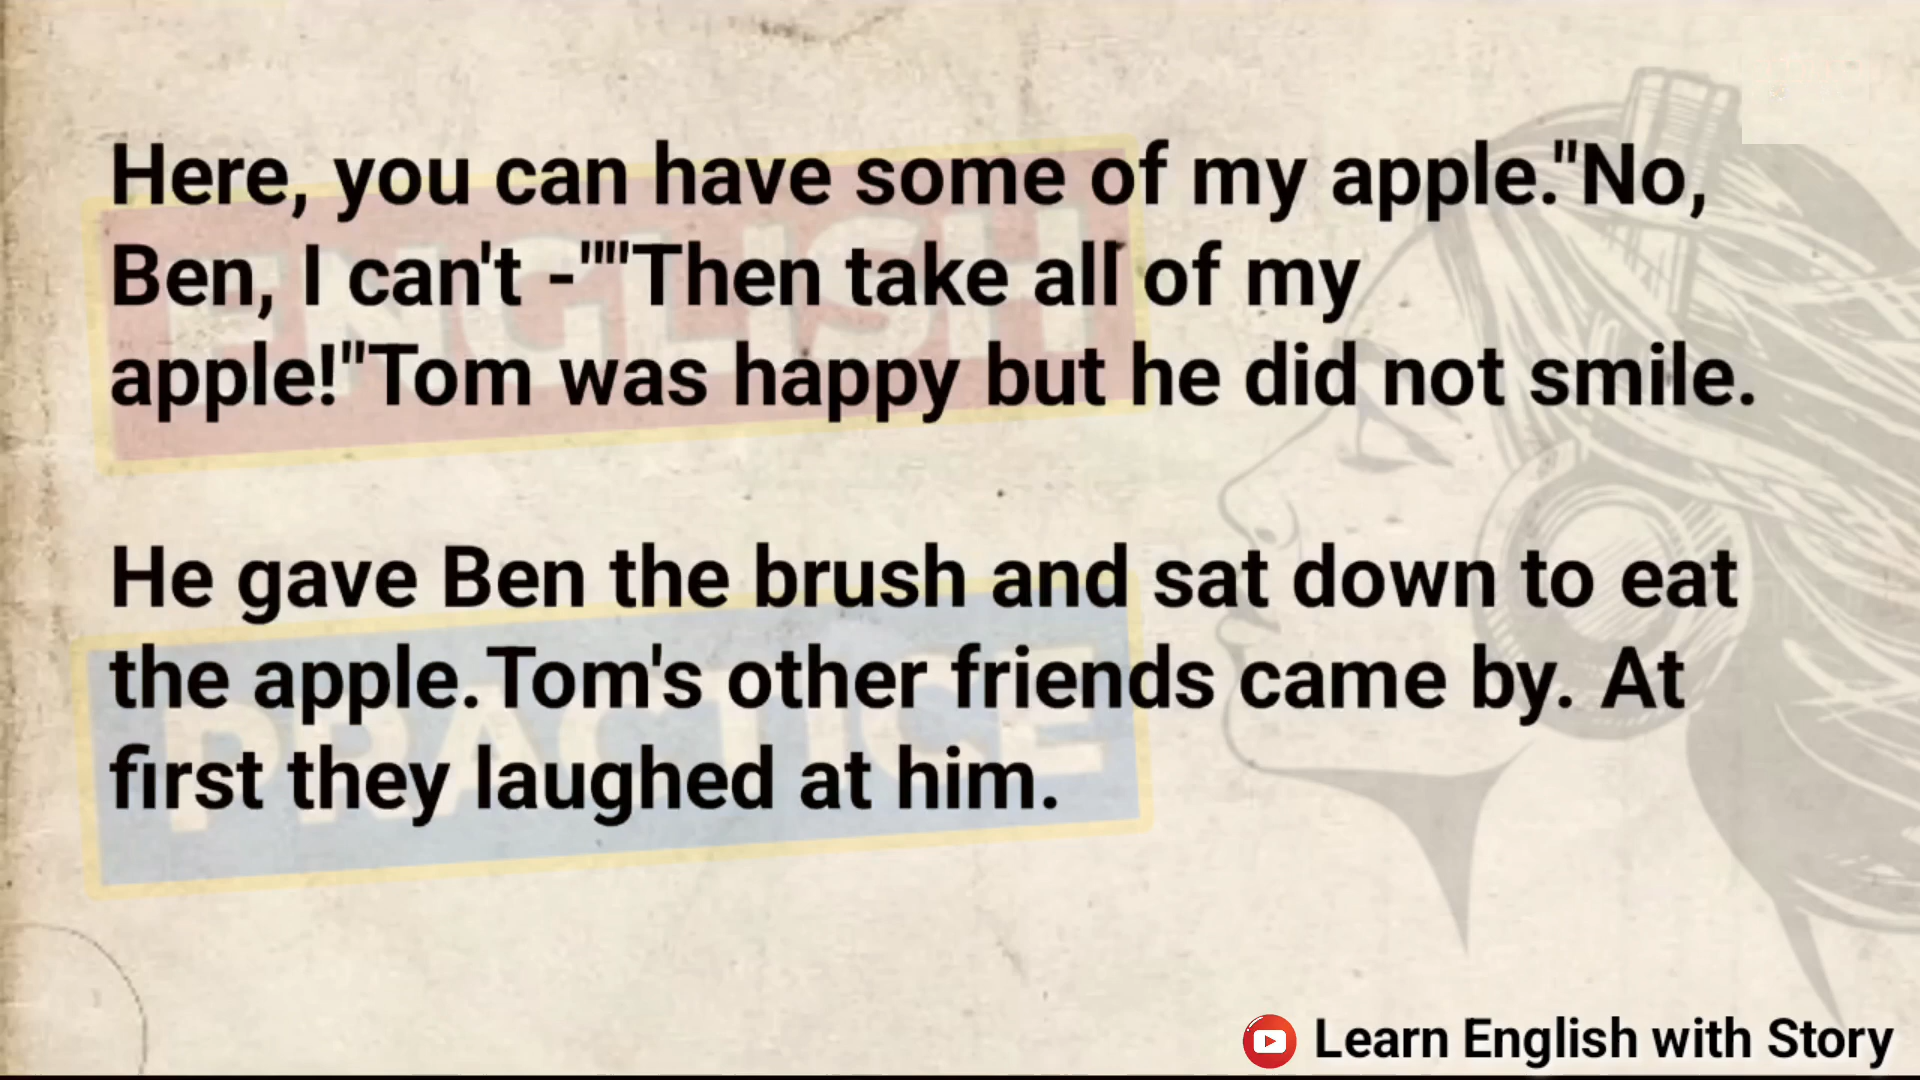 Here, you can have some of my apple."No,
Ben, I can't -""Then take all of my
apple!"Tom was happy but he did not smile.
He gave Ben the brush and sat down to eat
the apple.Tom's other friends came by. At
first they laughed at him.
ENGLISH
PRACTICE
Learn English with Story